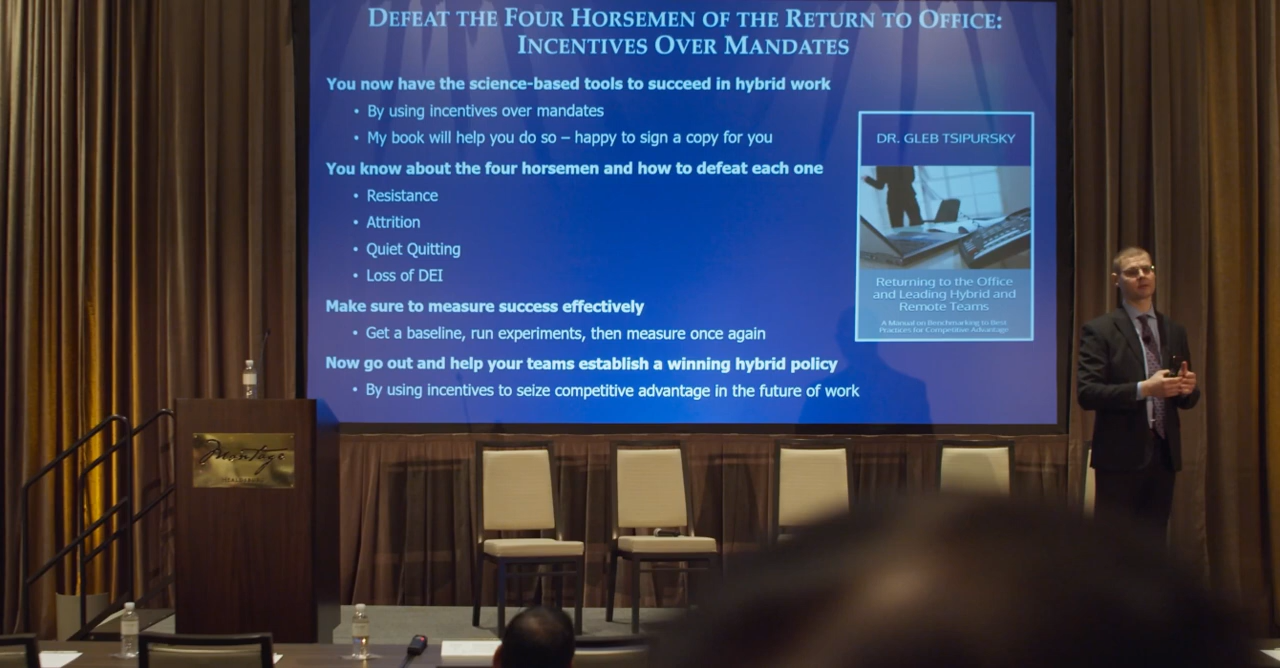 DEFEAT THE FOUR HORSEMEN OF THE RETURN TO OFFICE:
INCENTIVES OVER MANDATES
You now have the science-based tools to succeed in hybrid work
• By using incentives over mandates
• My book will help you do so – happy to sign a copy for you
You know about the four horsemen and how to defeat each one
• Resistance
• Attrition
• Quiet Quitting
• Loss of DEI
Make sure to measure success effectively
• Get a baseline, run experiments, then measure once again
Now go out and help your teams establish a winning hybrid policy
• By using incentives to seize competitive advantage in the future of work
DR. GLEB TSIPURSKY
Returning to the Office
and Leading Hybrid and
Remote Teams
A Manual on Benchmarking to Best
Practices for Competitive Advantage
Montage